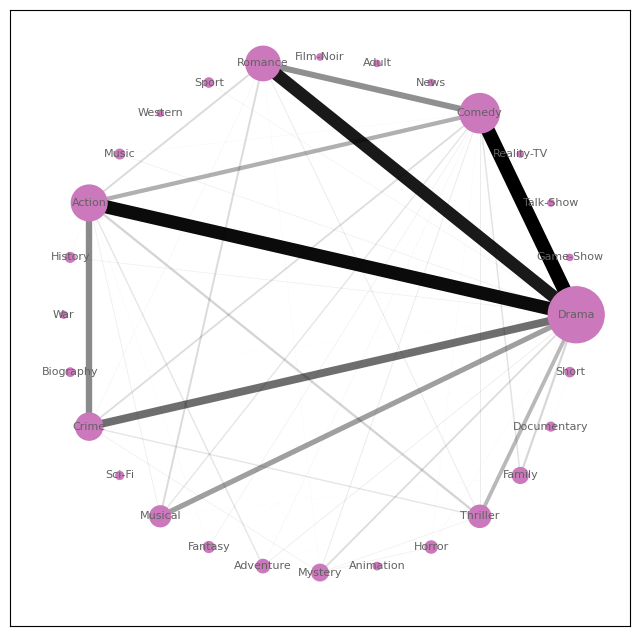 Film-Noir
Romance
Adult
Sport
News
Western
Comedy
Music
Reality-TV
Action
Talk-Show
History
Game-Show
War
Drama
Biography
Short
Crime
Documentary
Sci-Fi
Family
Musical
Thriller
Fantasy
Horror
Adventure
Animation
Mystery